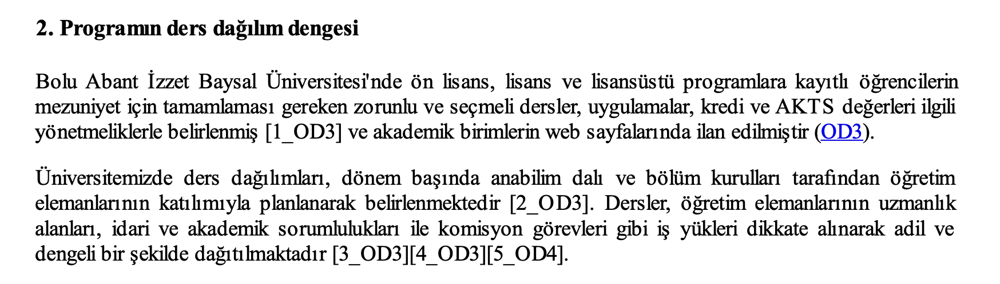 2. Programın ders dağılım dengesi
Bolu Abant İzzet Baysal Üniversitesi'nde ön lisans, lisans ve lisansüstü programlara kayıtlı öğrencilerin
mezuniyet için tamamlaması gereken zorunlu ve seçmeli dersler, uygulamalar, kredi ve AKTS değerleri ilgili
yönetmeliklerle belirlenmiş [1_OD3] ve akademik birimlerin web sayfalarında ilan edilmiştir (OD3).
Üniversitemizde ders dağılımları, dönem başında anabilim dalı ve bölüm kurulları tarafından öğretim
elemanlarının katılımıyla planlanarak belirlenmektedir [2_OD3]. Dersler, öğretim elemanlarının uzmanlık
alanları, idari ve akademik sorumlulukları ile komisyon görevleri gibi iş yükleri dikkate alınarak adil ve
dengeli bir şekilde dağıtılmaktadır [3_OD3][4_OD3][5_OD4].